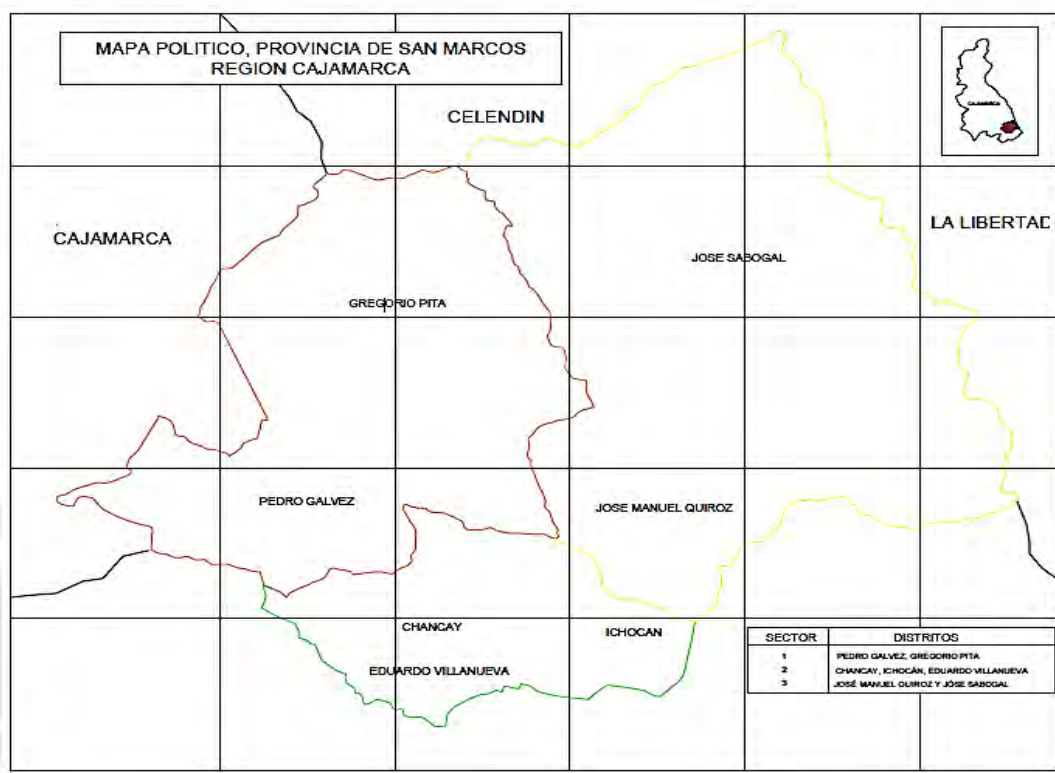 MAPA POLITICO, PROVINCIA DE SAN MARCOS
REGION CAJAMARCA
CAJAMARCA
CELENDIN
CAJAMARCA
LA LIBERTAD
JOSE SABOGAL
GREGORIO PITA
PEDRO GALVEZ
JOSE MANUEL QUIROZ
CHANCAY
ICHOCAN
EDUARDO VILLANUEVA
SECTOR DISTRITOS
1 PEDRO GALVEZ, GREGORIO PITA
2 CHANCAY, ICHOCÁN, EDUARDO VILLANUEVA
3 JOSÉ MANUEL QUIROZ Y JOSE SABOGAL